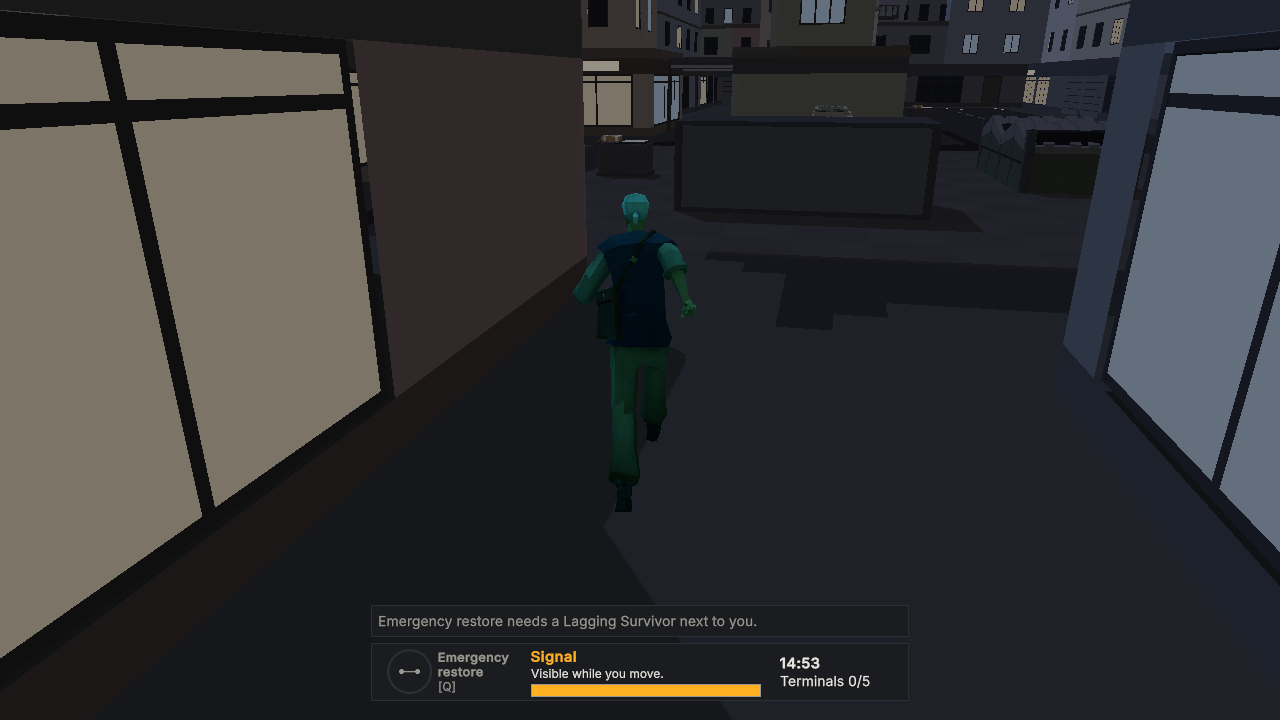 Emergency restore needs a Lagging Survivor next to you.
Emergency
restore
[Q]
Signal
Visible while you move.
14:53
Terminals 0/5